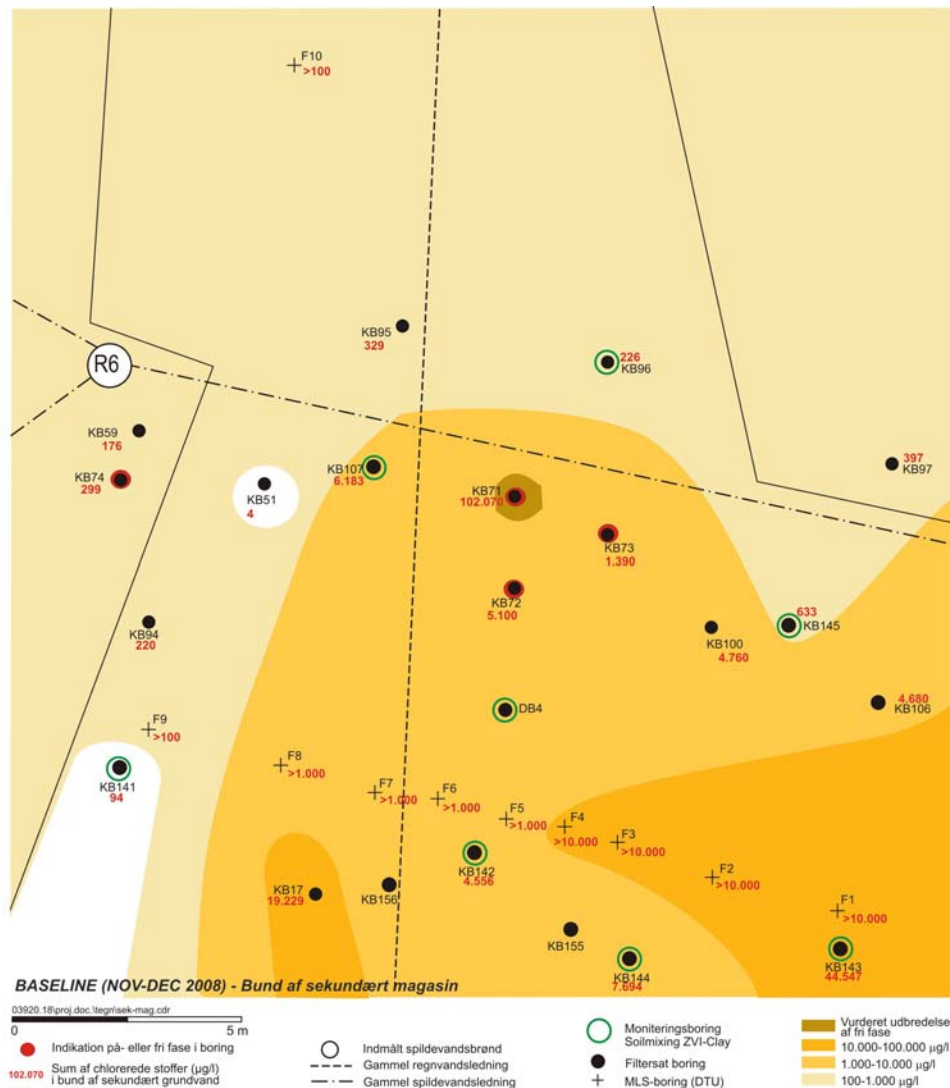 F10
>100
KB95
329
226
KB96
R6
KB59
176
KB74
299
KB51
4
KB107
6.183
KB71
102.070
397
KB97
KB73
1.390
KB72
5.100
KB94
220
KB100
4.760
633
KB145
4.680
KB106
DB4
F9
>100
KB141
94
F8
>1.000
F7
>1.000
F6
>1.000
F5
>1.000
F4
>10.000
F3
>10.000
F2
>10.000
F1
>10.000
KB142
4.556
KB17
19.229
KB156
KB155
KB144
7.694
KB143
44.547
BASELINE (NOV-DEC 2008) - Bund af sekundært magasin
03920.18\proj.doc.\tegn\sek-mag.cdr
0 5 m
Indikation på- eller fri fase i boring
102.070 Sum af chlorerede stoffer (µg/l)
i bund af sekundært grundvand
Indmålt spildevandsbrønd
Gammel regnvandsledning
Gammel spildevandsledning
Moniteringsboring
Soilmixing ZVI-Clay
Filtersat boring
MLS-boring (DTU)
Vurderet udbredelse
af fri fase
10.000-100.000 µg/l
1.000-10.000 µg/l
100-1.000 µg/l